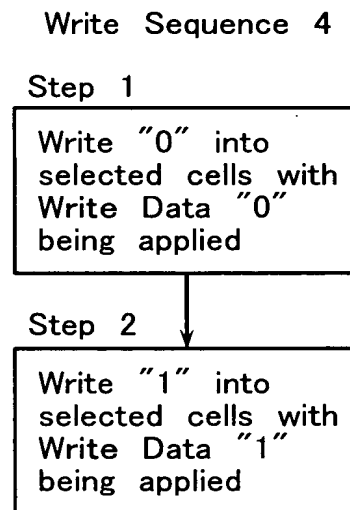 Write Sequence 4
Step 1
Write "0" into
selected cells with
Write Data "0"
being applied
Step 2
Write "1" into
selected cells with
Write Data "1"
being applied